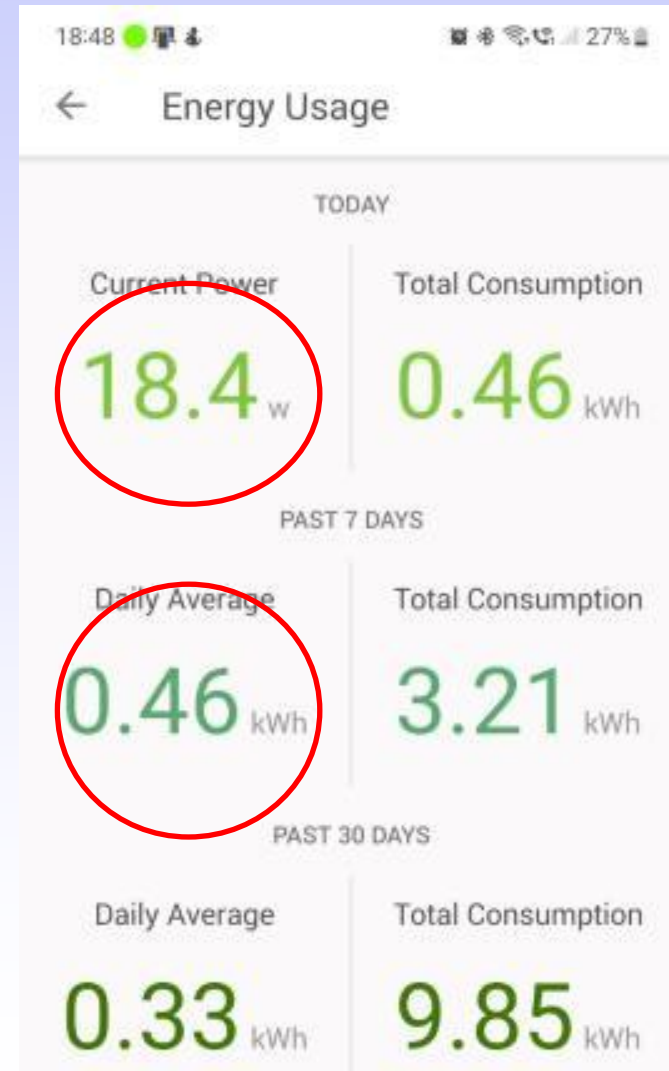 18:48 27%
Energy Usage
TODAY
Current Power Total Consumption
18.4 w 0.46 kWh
PAST 7 DAYS
Daily Average Total Consumption
0.46 kWh 3.21 kWh
PAST 30 DAYS
Daily Average Total Consumption
0.33 kWh 9.85 kWh